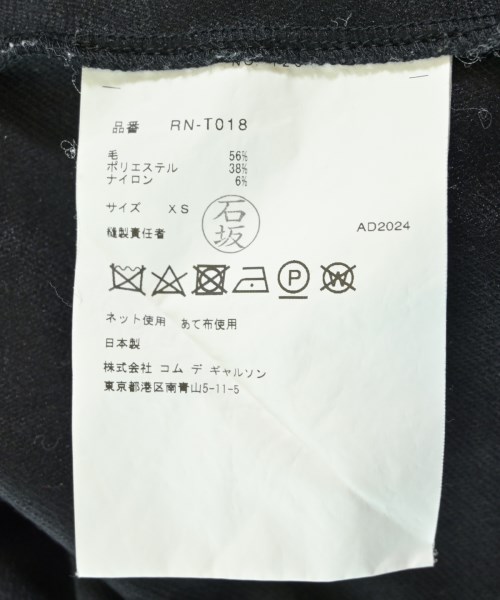 品番 RN-T018
毛 56%
ポリエステル 38%
ナイロン 6%
サイズ XS
石坂
縫製責任者
AD2024
P
W
ネット使用 あて布使用
日本製
株式会社 コム デ ギャルソン
東京都港区南青山5-11-5